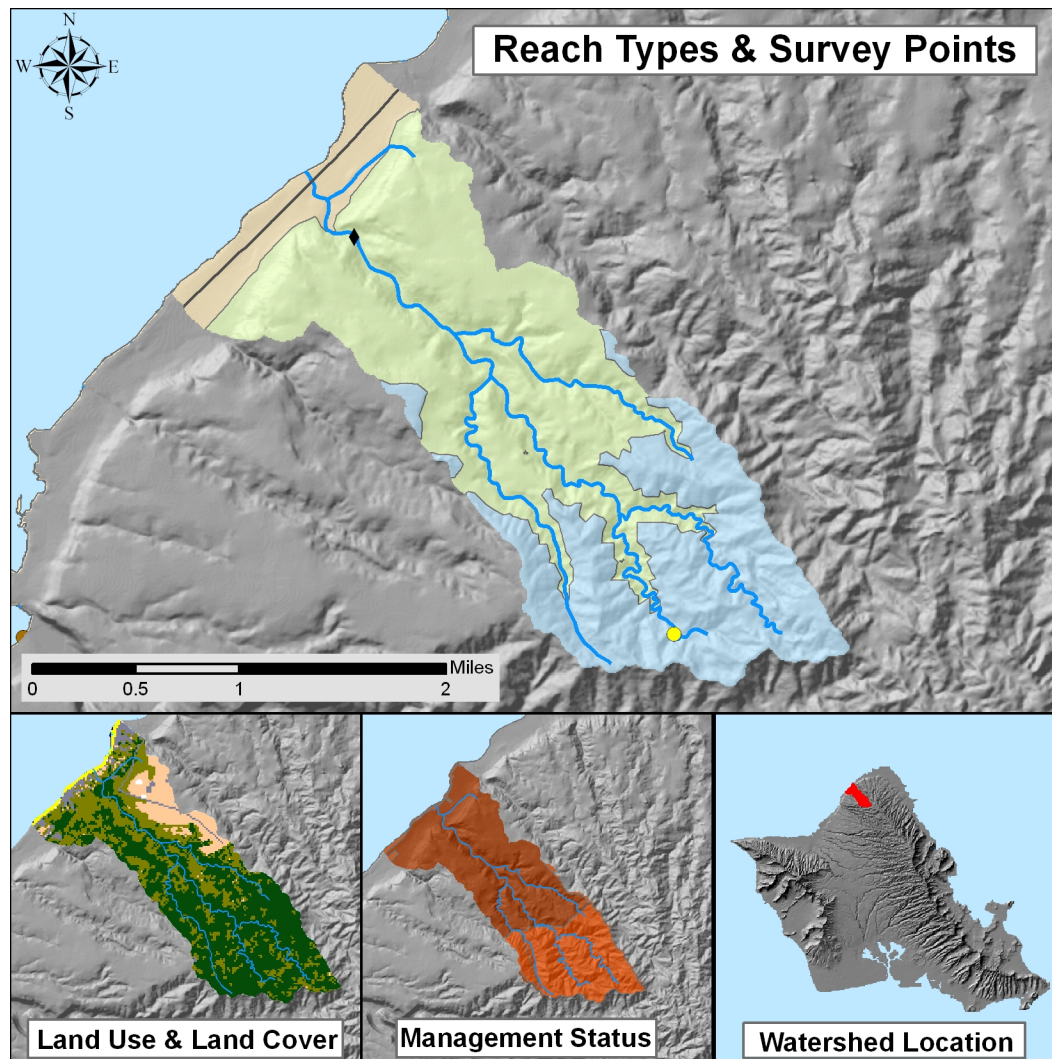 N
W E
S
Reach Types & Survey Points
Miles
0 0.5 1 2
Land Use & Land Cover
Management Status
Watershed Location